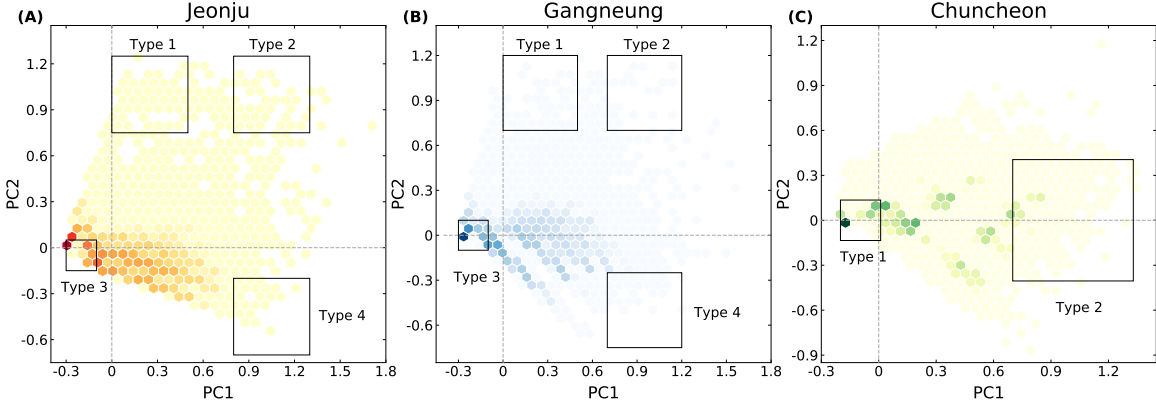 (A) Jeonju
Type 1
Type 2
Type 3
Type 4
PC2
1.2
0.9
0.6
0.3
0
-0.3
-0.6
-0.3 0 0.3 0.6 0.9 1.2 1.5 1.8
PC1
(B) Gangneung
Type 1
Type 2
Type 3
Type 4
PC2
1.2
0.9
0.6
0.3
0
-0.3
-0.6
-0.3 0 0.3 0.6 0.9 1.2 1.5 1.8
PC1
(C) Chuncheon
Type 1
Type 2
PC2
1.2
0.9
0.6
0.3
0
-0.3
-0.6
-0.9
-0.3 0 0.3 0.6 0.9 1.2
PC1